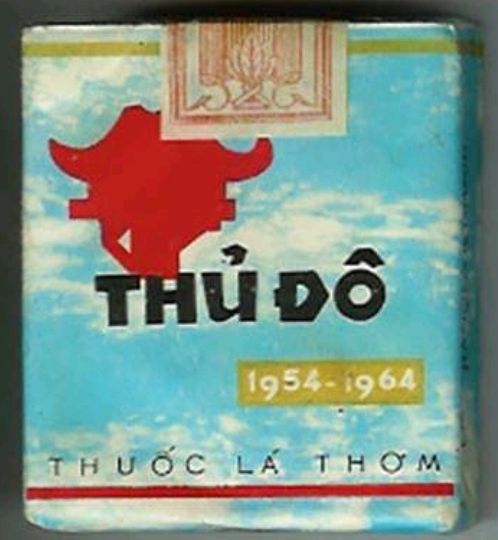 THỦ ĐÔ
1954-1964
THUỐC LÁ THƠM